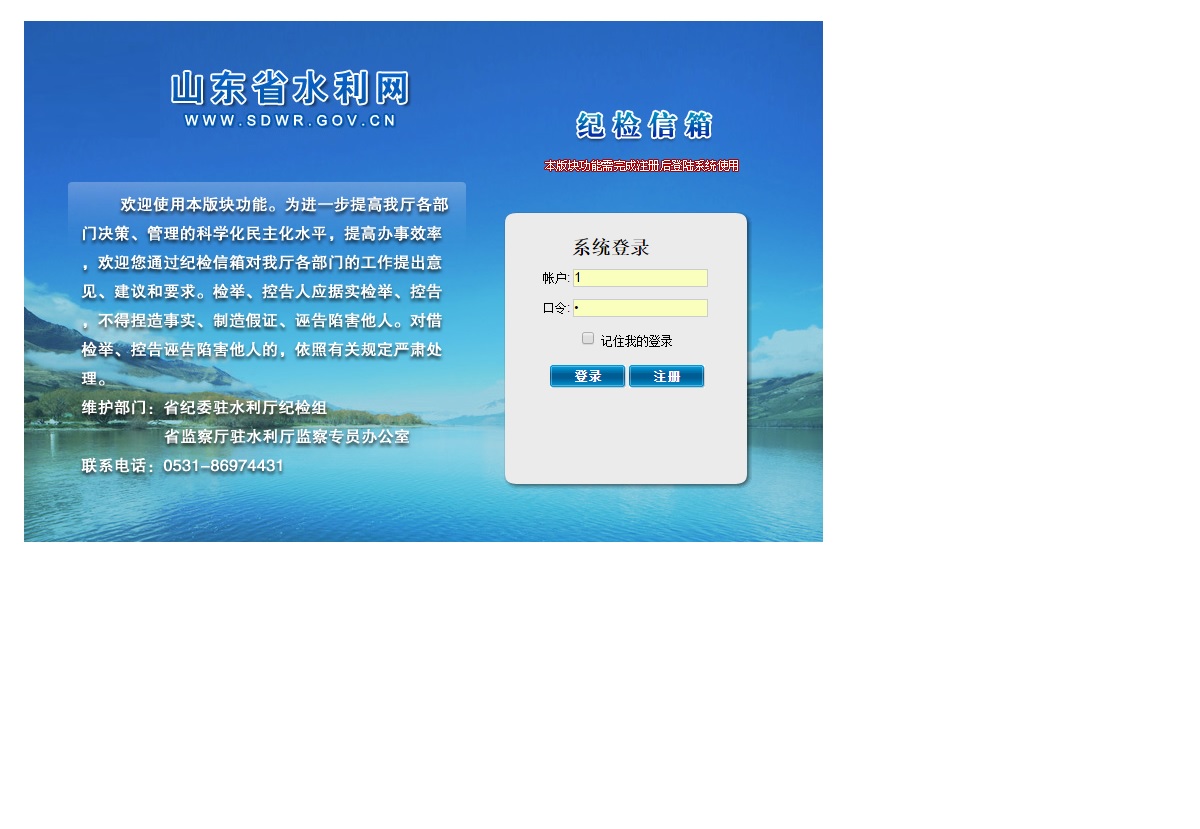 山东省水利网
WWW.SDWR.GOV.CN
纪检信箱
本版块功能需完成注册后登陆系统使用
欢迎使用本版块功能。为进一步提高我厅各部
门决策、管理的科学化民主化水平，提高办事效率
，欢迎您通过纪检信箱对我厅各部门的工作提出意
见、建议和要求。检举、控告人应据实检举、控告
，不得捏造事实、制造假证、诬告陷害他人。对借
检举、控告诬告陷害他人的，依照有关规定严肃处
理。
维护部门：省纪委驻水利厅纪检组
省监察厅驻水利厅监察专员办公室
联系电话：0531-86974431
系统登录
帐户: 1
口令: •
记住我的登录
登录 注册